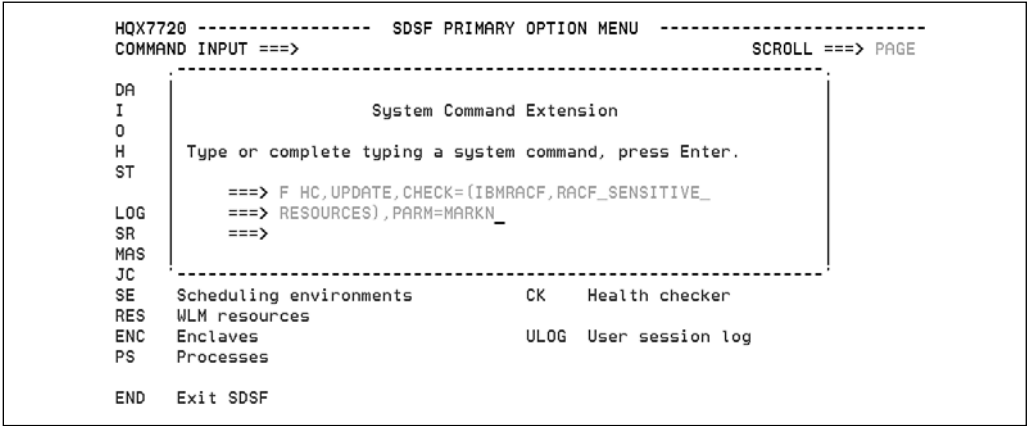 HQX7720 ----------------- SDSF PRIMARY OPTION MENU --------------------------
COMMAND INPUT ===> SCROLL ===> PAGE
DA
I System Command Extension
O
H Type or complete typing a system command, press Enter.
ST
===> F HC,UPDATE,CHECK=(IBMRACF,RACF_SENSITIVE_
LOG ===> RESOURCES),PARM=MARKN_
SR ===>
MAS
JC
SE Scheduling environments CK Health checker
RES WLM resources
ENC Enclaves ULOG User session log
PS Processes
END Exit SDSF